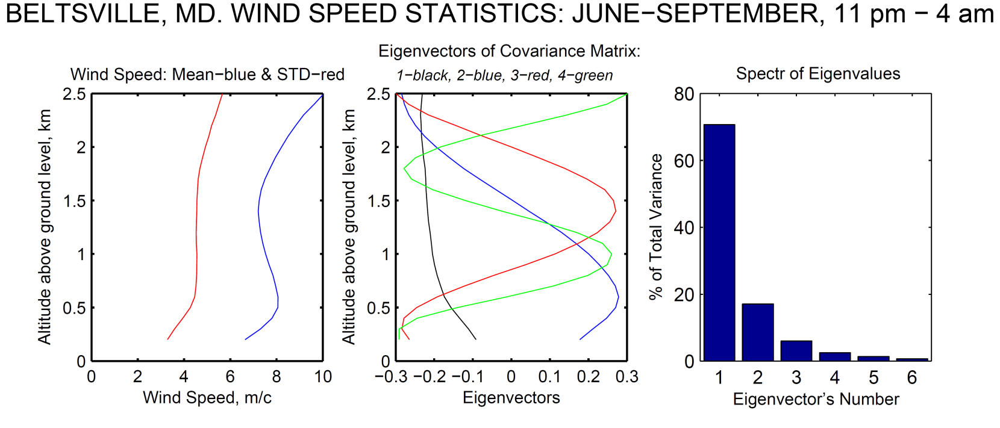 BELTSVILLE, MD. WIND SPEED STATISTICS: JUNE−SEPTEMBER, 11 pm − 4 am
Wind Speed: Mean−blue & STD−red
2.5
2
1.5
1
0.5
0
Altitude above ground level, km
0 2 4 6 8 10
Wind Speed, m/c
Eigenvectors of Covariance Matrix:
1−black, 2−blue, 3−red, 4−green
2.5
2
1.5
1
0.5
0
Altitude above ground level, km
−0.3 −0.2 −0.1 0 0.1 0.2 0.3
Eigenvectors
Spectr of Eigenvalues
80
60
40
20
0
% of Total Variance
1 2 3 4 5 6
Eigenvector's Number